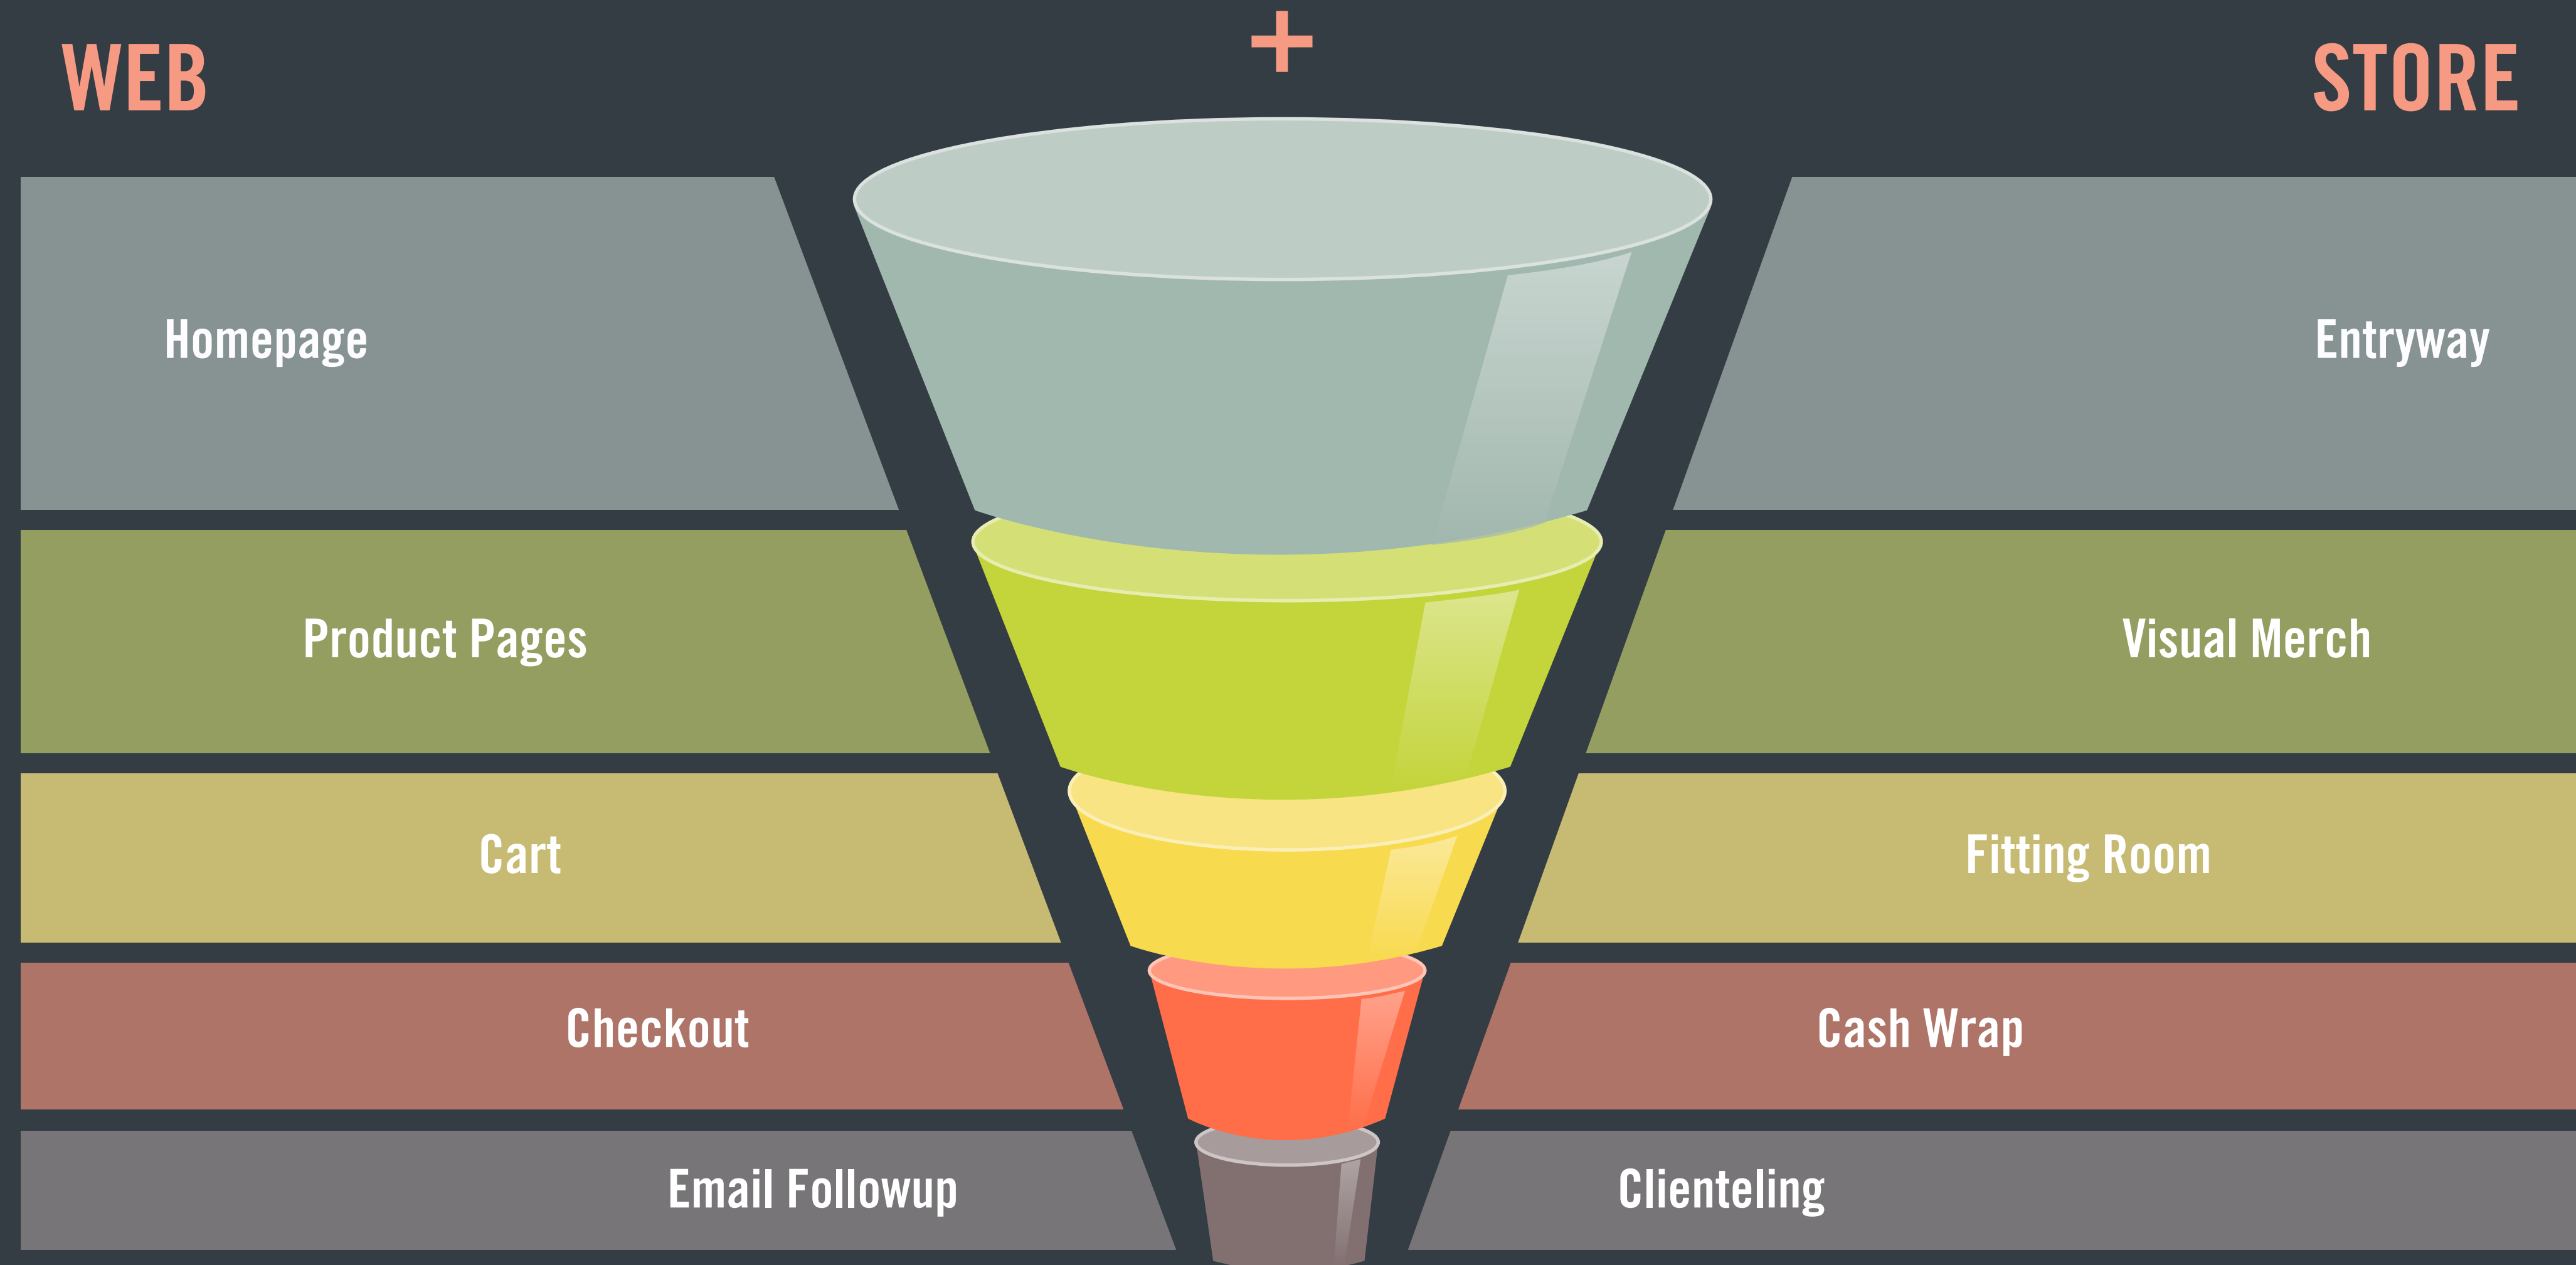 WEB + STORE
Homepage Entryway
Product Pages Visual Merch
Cart Fitting Room
Checkout Cash Wrap
Email Followup Clienteling